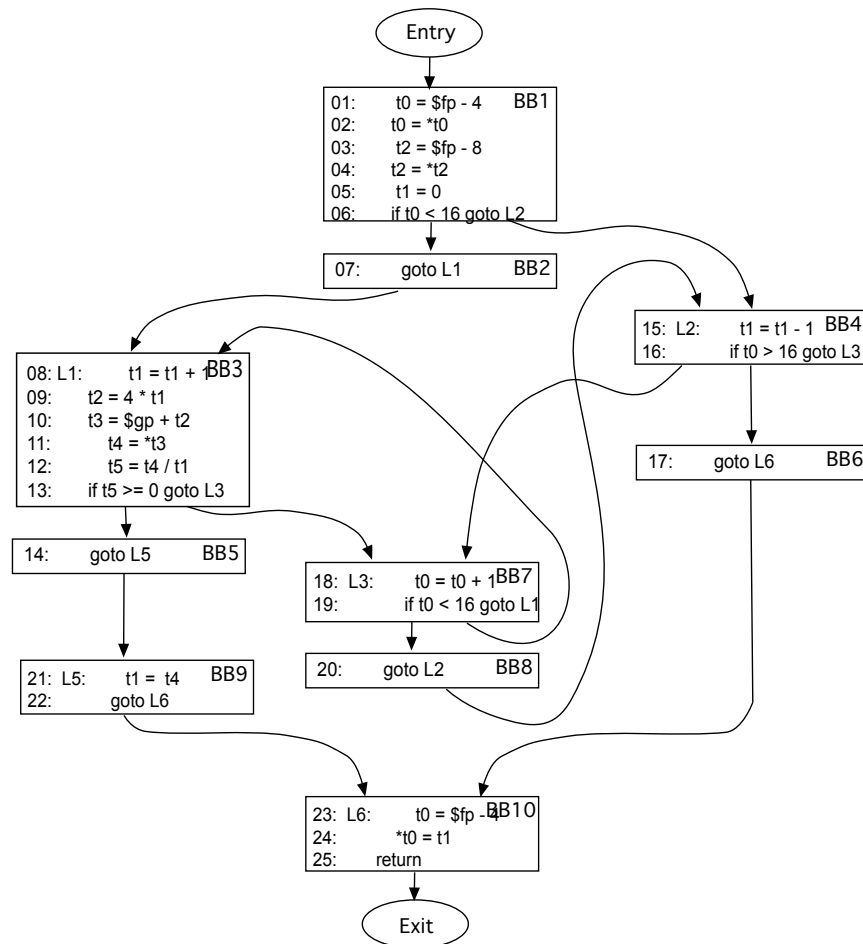 Entry
01: t0 = $fp - 4 BB1
02: t0 = *t0
03: t2 = $fp - 8
04: t2 = *t2
05: t1 = 0
06: if t0 < 16 goto L2
07: goto L1 BB2
15: L2: t1 = t1 - 1 BB4
16: if t0 > 16 goto L3
08: L1: t1 = t1 + 1 BB3
09: t2 = 4 * t1
10: t3 = $gp + t2
11: t4 = *t3
12: t5 = t4 / t1
13: if t5 >= 0 goto L3
17: goto L6 BB6
14: goto L5 BB5
18: L3: t0 = t0 + 1 BB7
19: if t0 < 16 goto L1
20: goto L2 BB8
21: L5: t1 = t4 BB9
22: goto L6
23: L6: t0 = $fp - 4 BB10
24: *t0 = t1
25: return
Exit